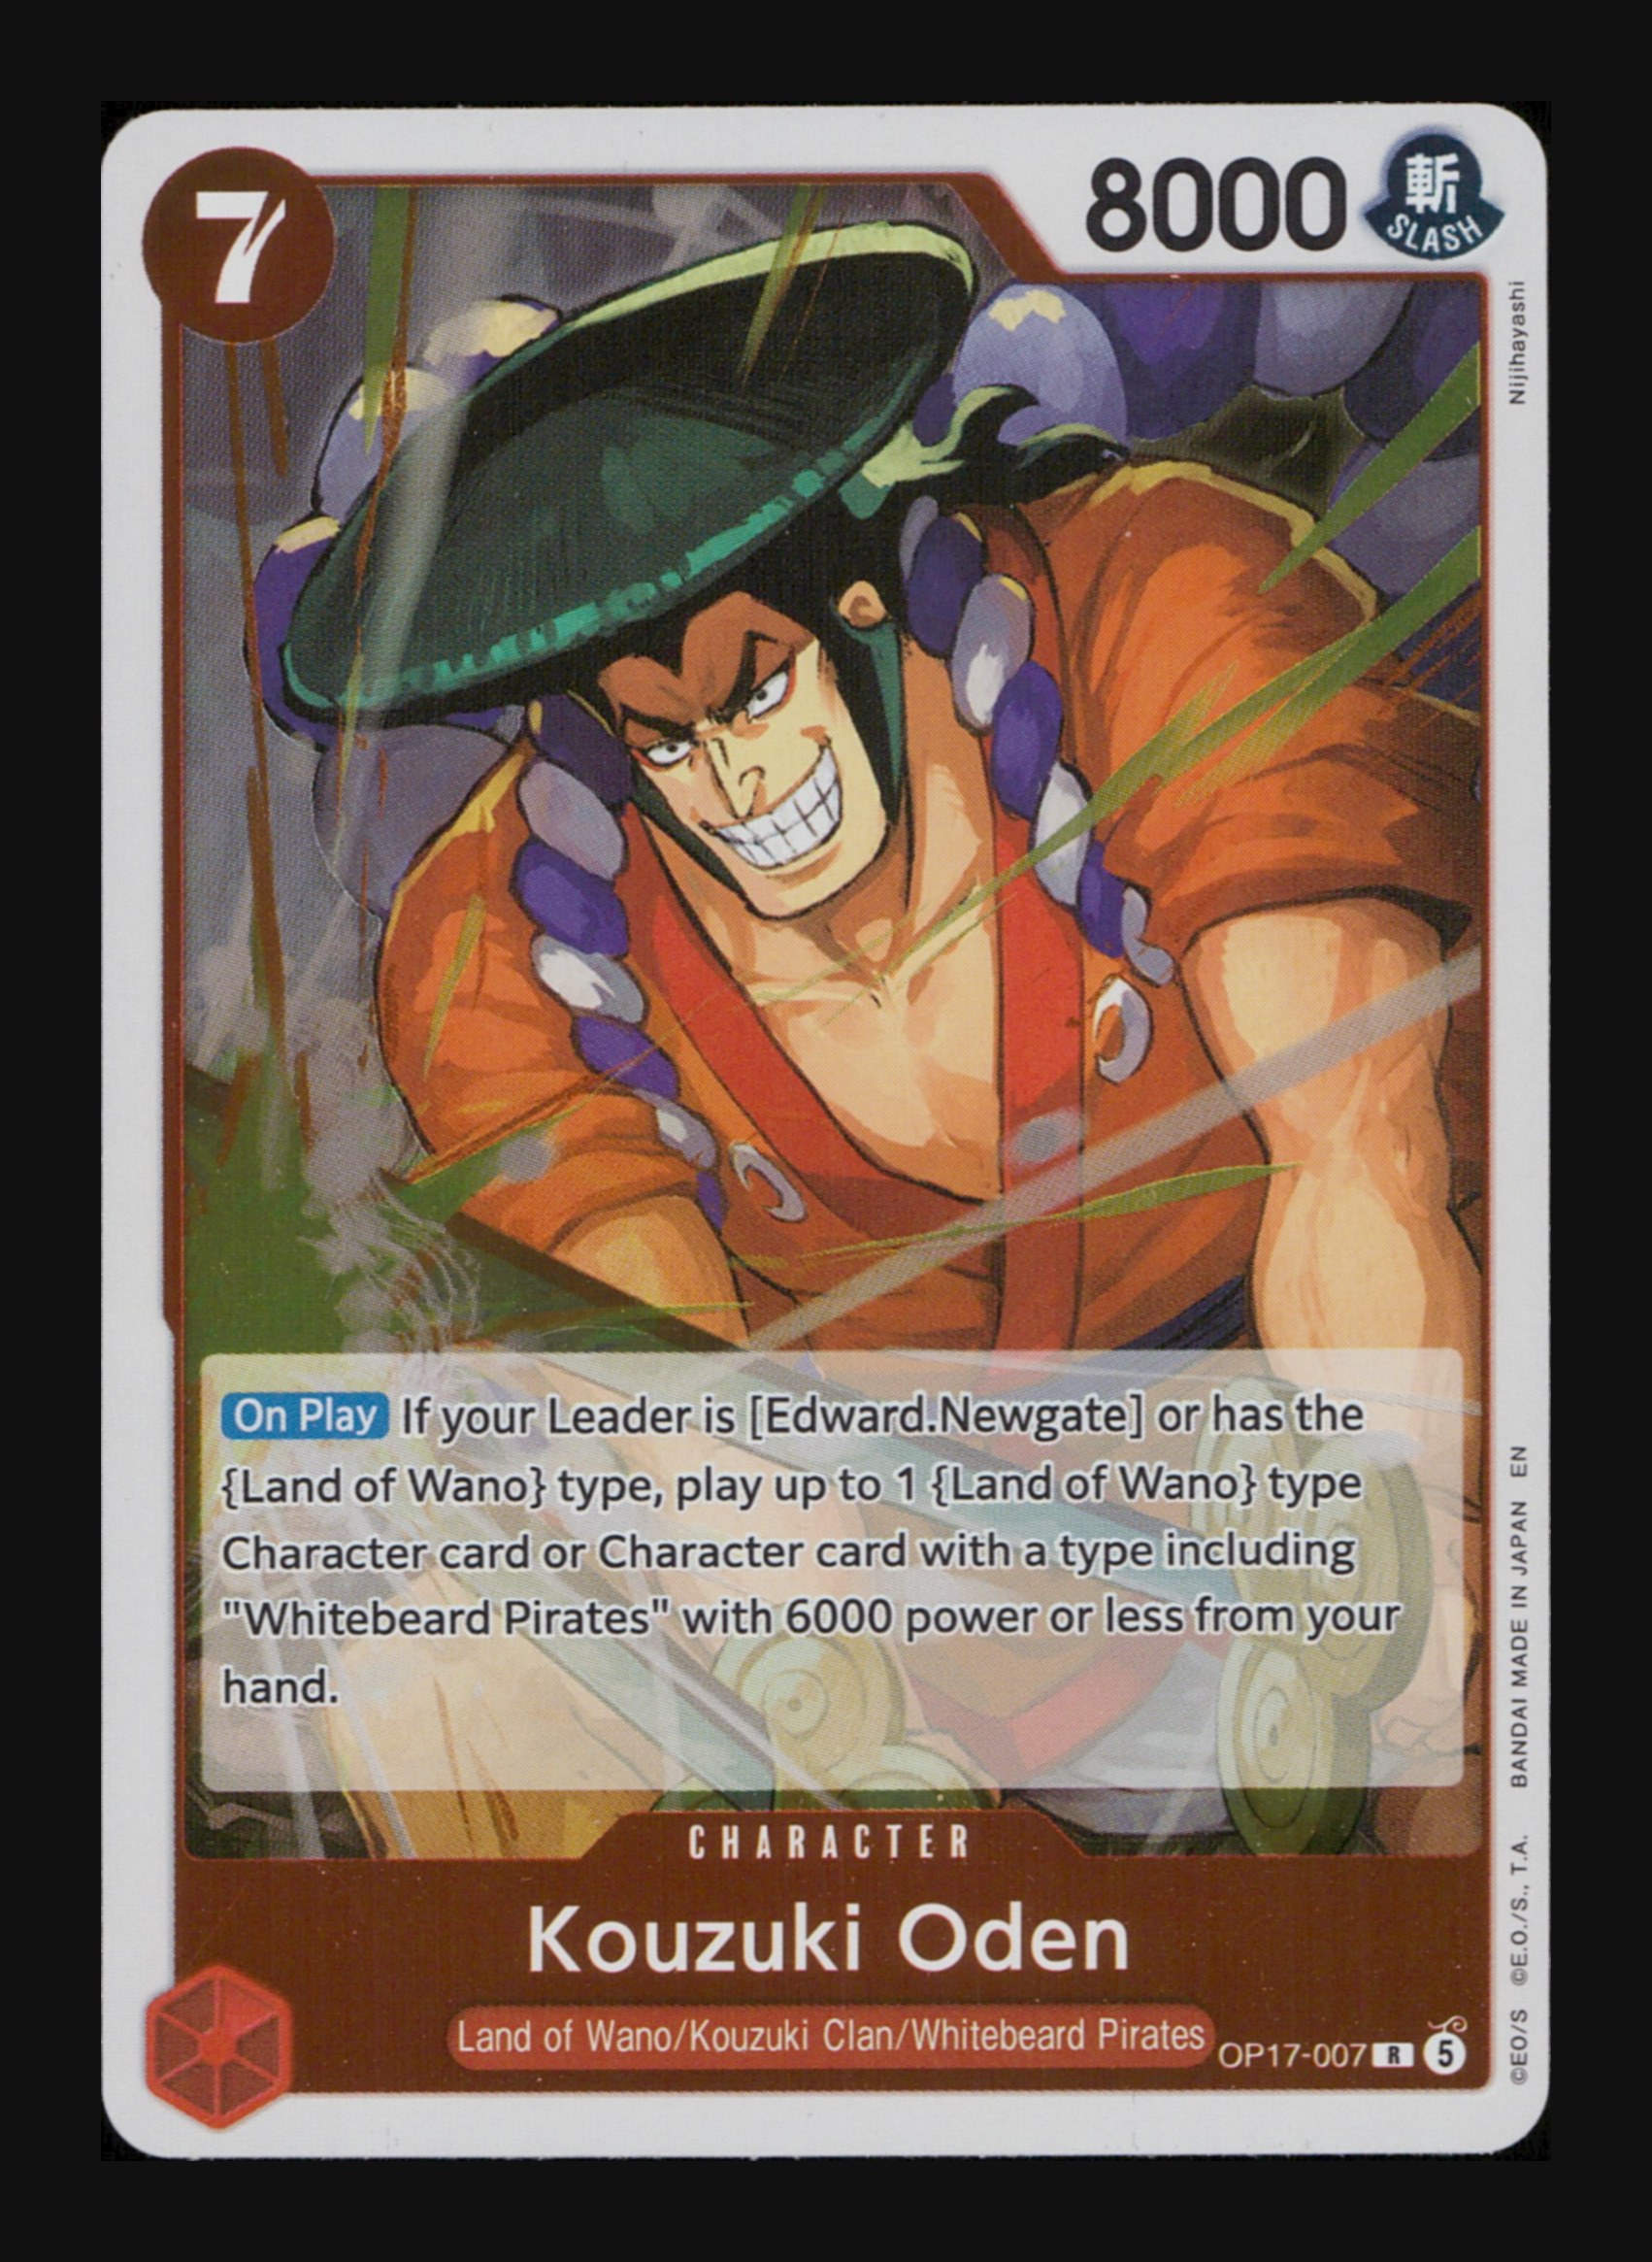 7
8000
斬
SLASH
Nijihayashi
On Play If your Leader is [Edward.Newgate] or has the
{Land of Wano} type, play up to 1 {Land of Wano} type
Character card or Character card with a type including
"Whitebeard Pirates" with 6000 power or less from your
hand.
CHARACTER
Kouzuki Oden
Land of Wano/Kouzuki Clan/Whitebeard Pirates
OP17-007 R 5
©EO/S ©E.O./S., T.A. BANDAI MADE IN JAPAN EN